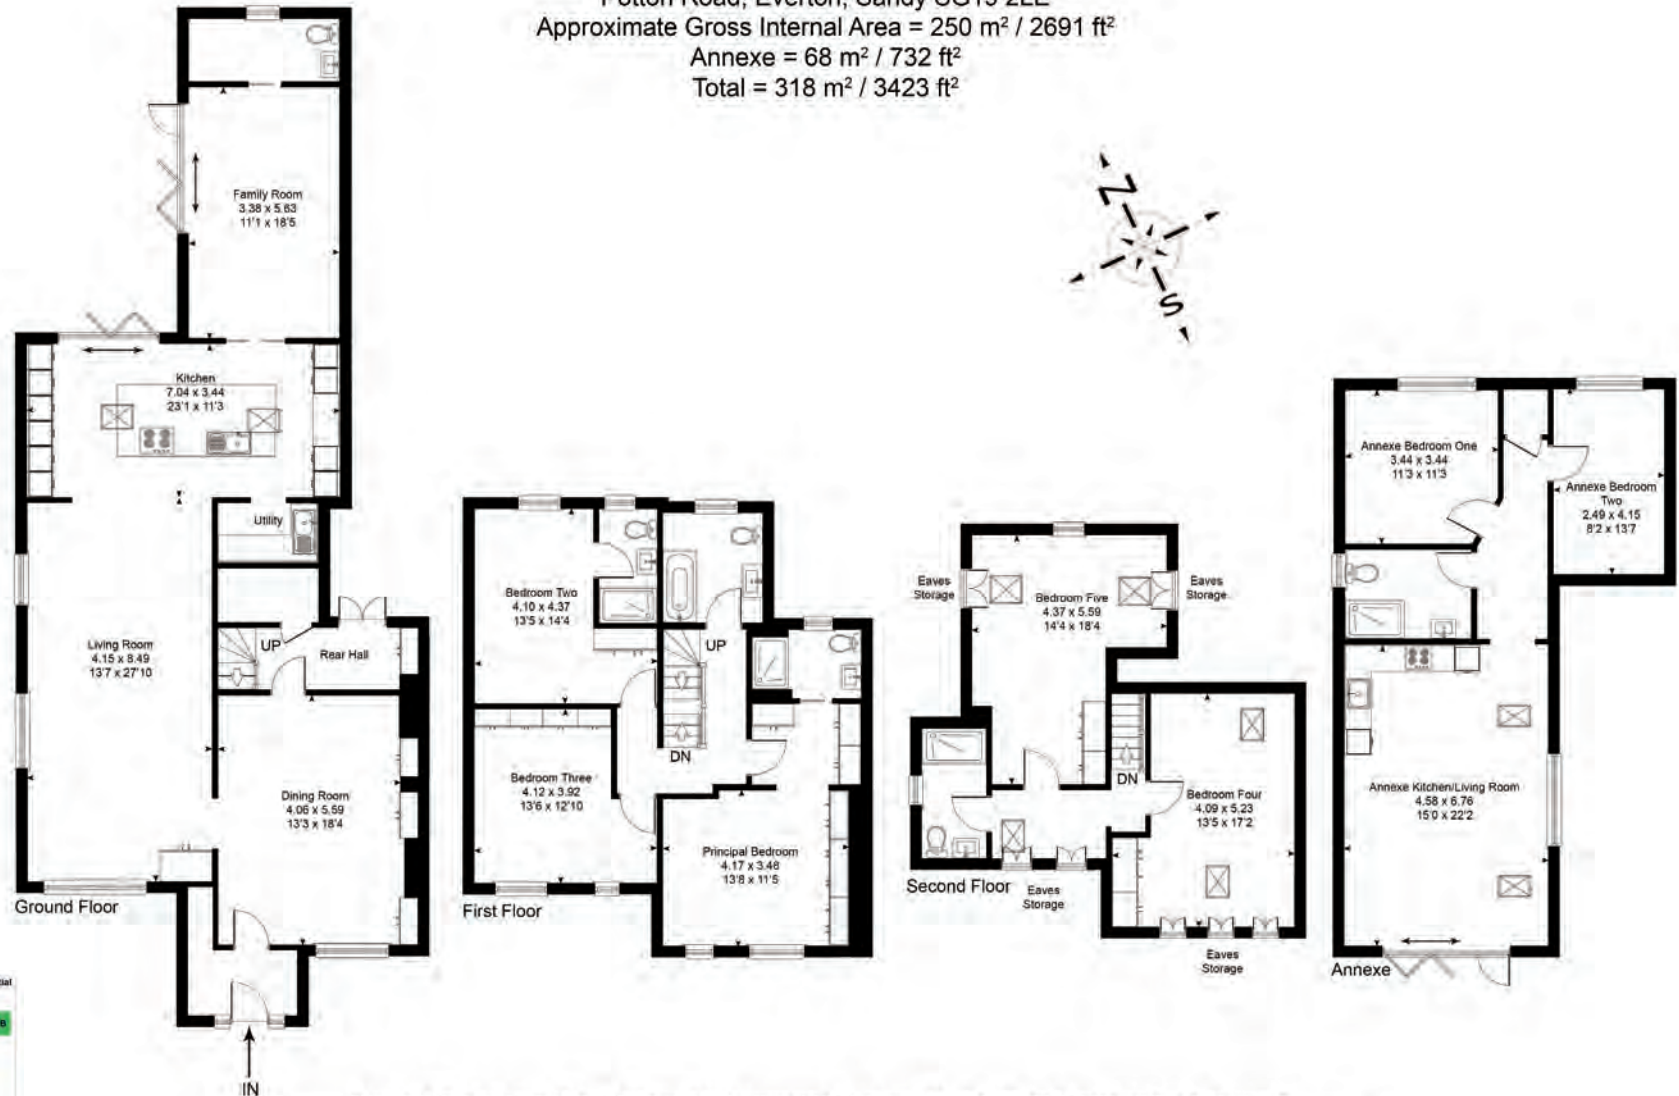 Potton Road, Everton, Sandy SG19 2LE
Approximate Gross Internal Area = 250 m² / 2691 ft²
Annexe = 68 m² / 732 ft²
Total = 318 m² / 3423 ft²
Family Room
3.38 x 5.63
11'1 x 18'5
N
S
Kitchen
7.04 x 3.44
23'1 x 11'3
Utility
Living Room
4.15 x 8.49
13'7 x 27'10
UP
Rear Hall
Dining Room
4.06 x 5.59
13'3 x 18'4
Ground Floor
IN
Bedroom Two
4.10 x 4.37
13'5 x 14'4
UP
DN
Bedroom Three
4.12 x 3.92
13'6 x 12'10
Principal Bedroom
4.17 x 3.48
13'8 x 11'5
First Floor
Eaves
Storage
Bedroom Five
4.37 x 5.59
14'4 x 18'4
Eaves
Storage
DN
Bedroom Four
4.09 x 5.23
13'5 x 17'2
Second Floor
Eaves
Storage
Eaves
Storage
Annexe Bedroom One
3.44 x 3.44
11'3 x 11'3
Annexe Bedroom
Two
2.49 x 4.15
8'2 x 13'7
Annexe Kitchen/Living Room
4.58 x 6.76
15'0 x 22'2
Annexe